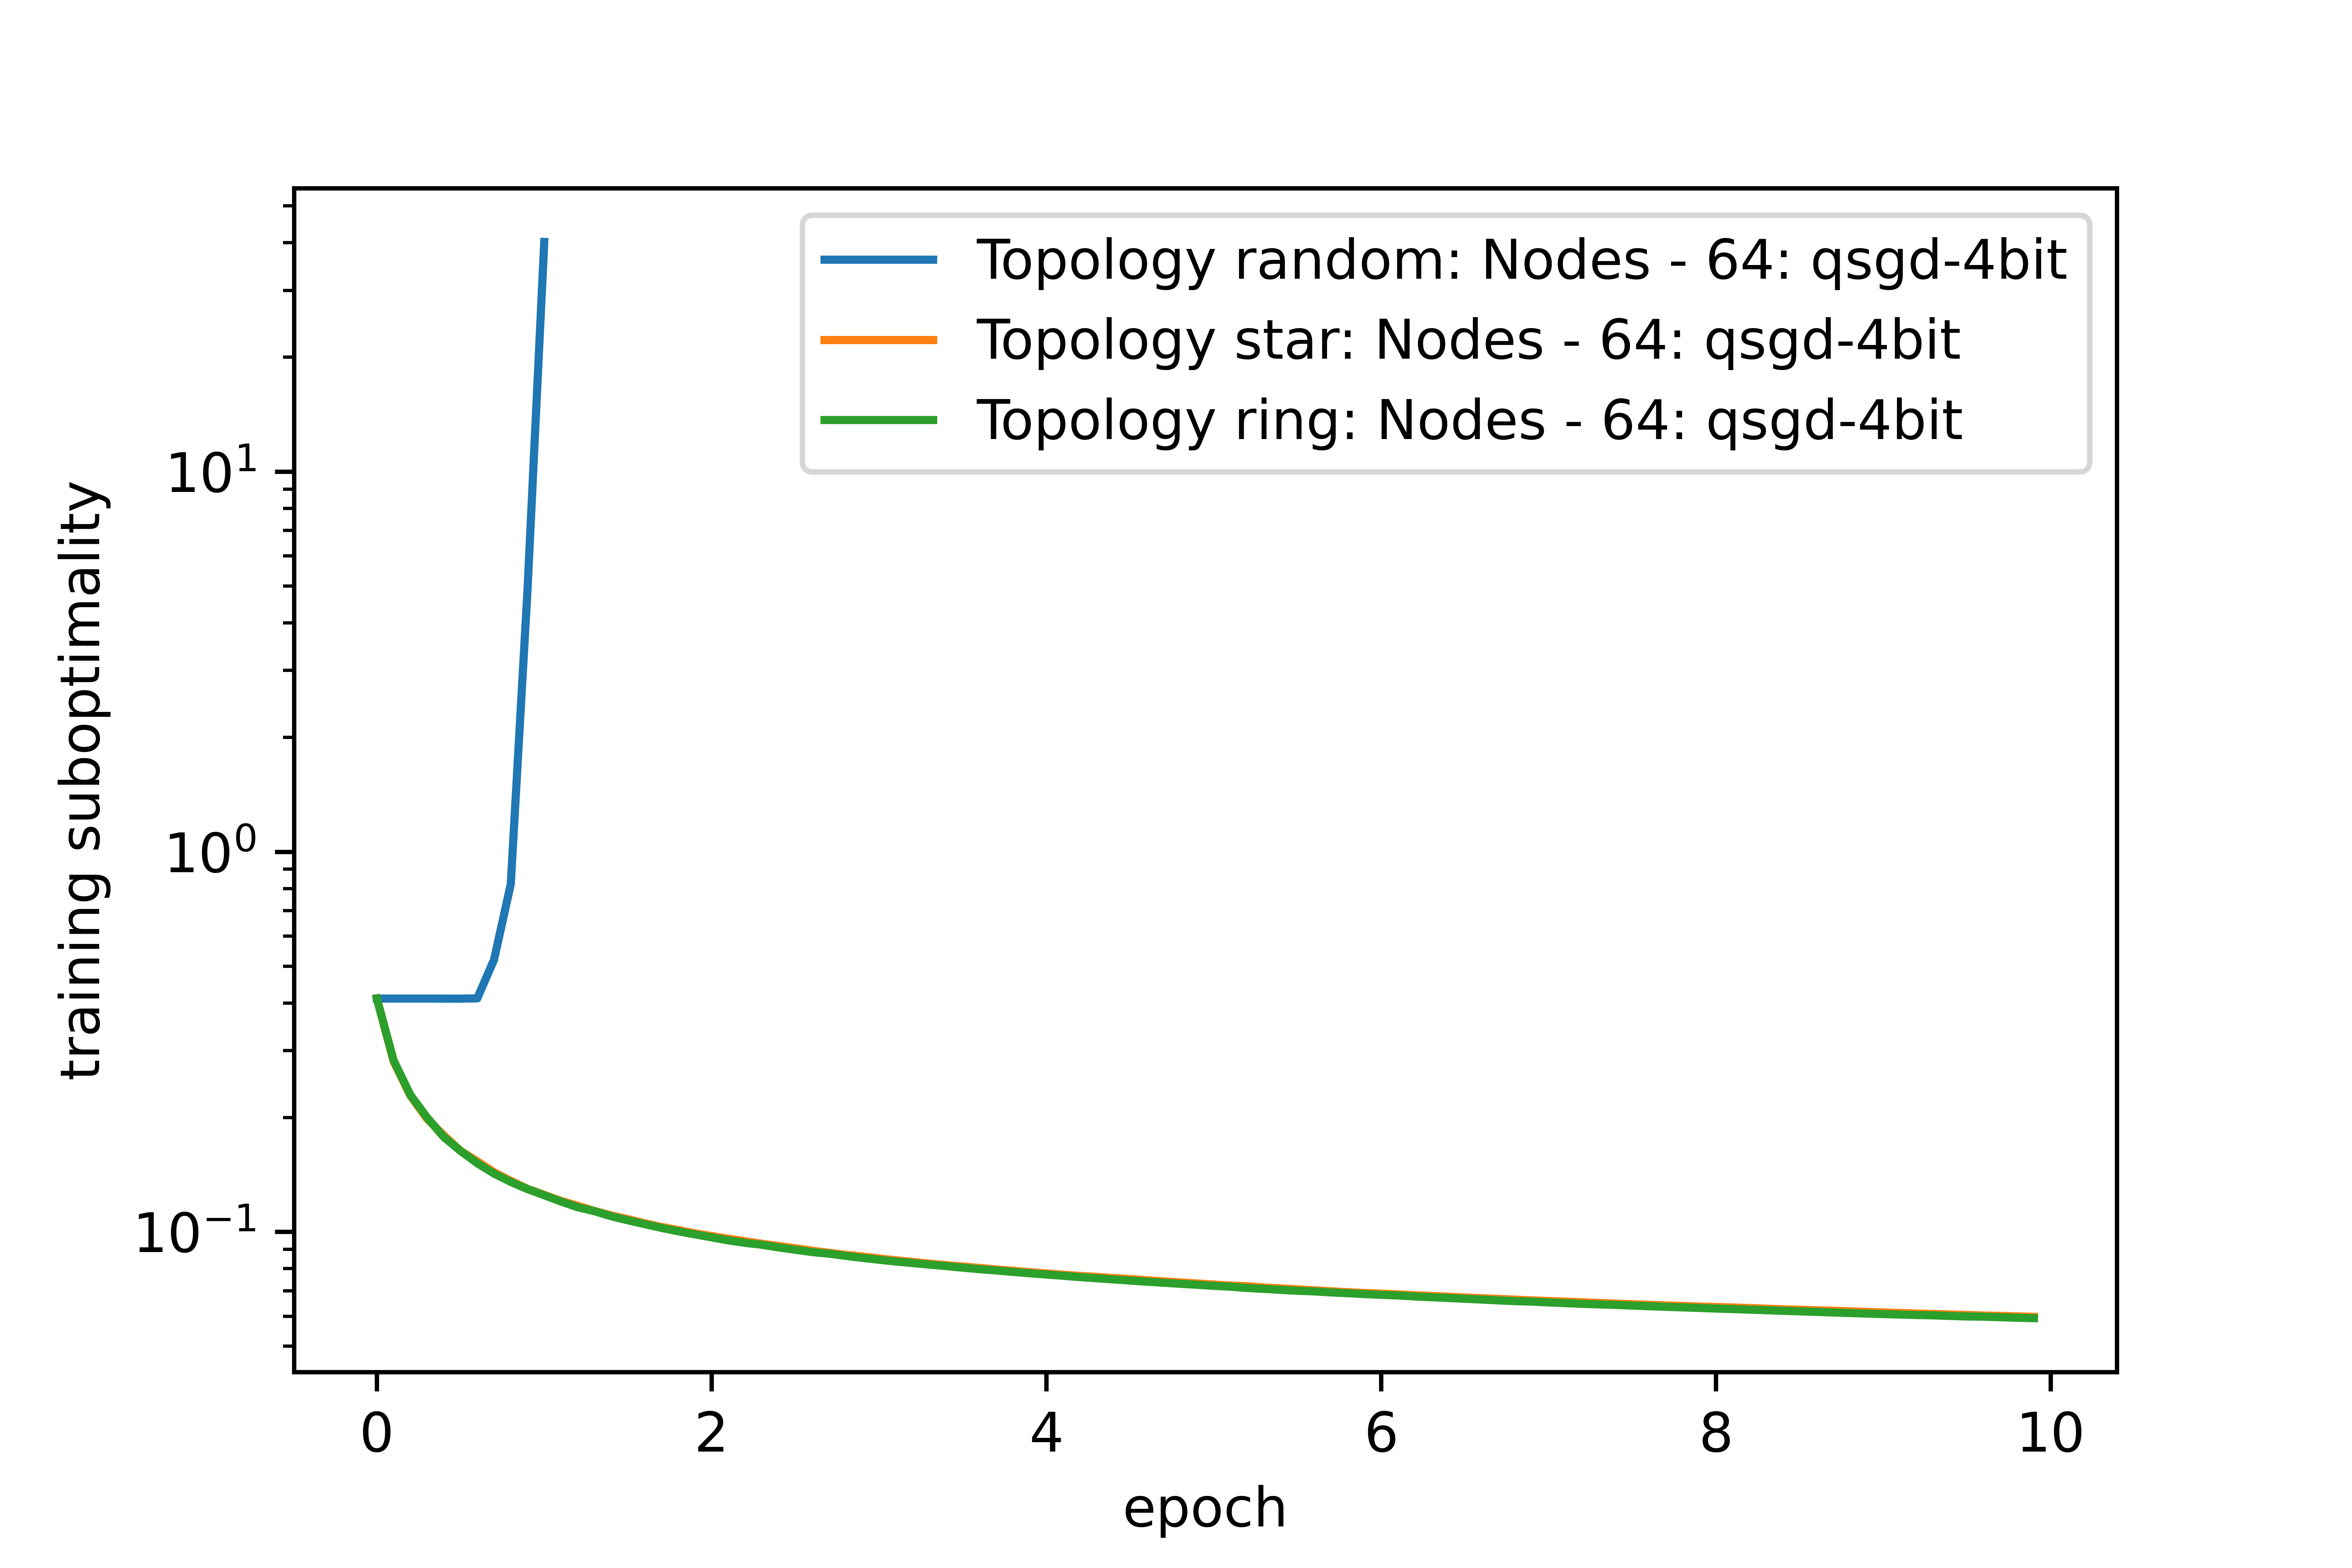 Topology random: Nodes - 64: qsgd-4bit
Topology star: Nodes - 64: qsgd-4bit
Topology ring: Nodes - 64: qsgd-4bit
training suboptimality
10¹
10⁰
10⁻¹
0 2 4 6 8 10
epoch